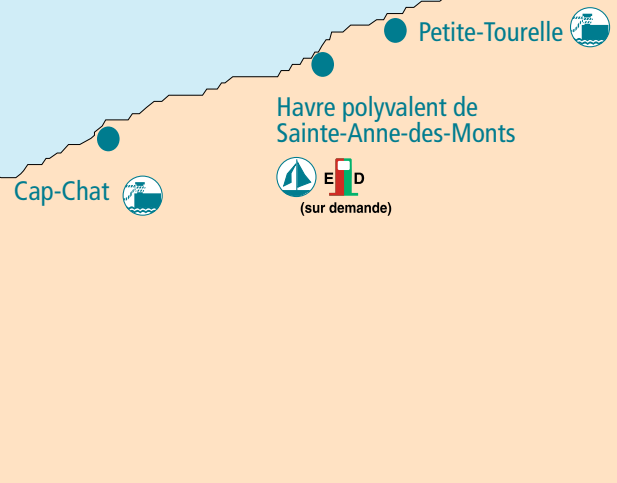 Petite-Tourelle
Havre polyvalent de
Sainte-Anne-des-Monts
E D
(sur demande)
Cap-Chat